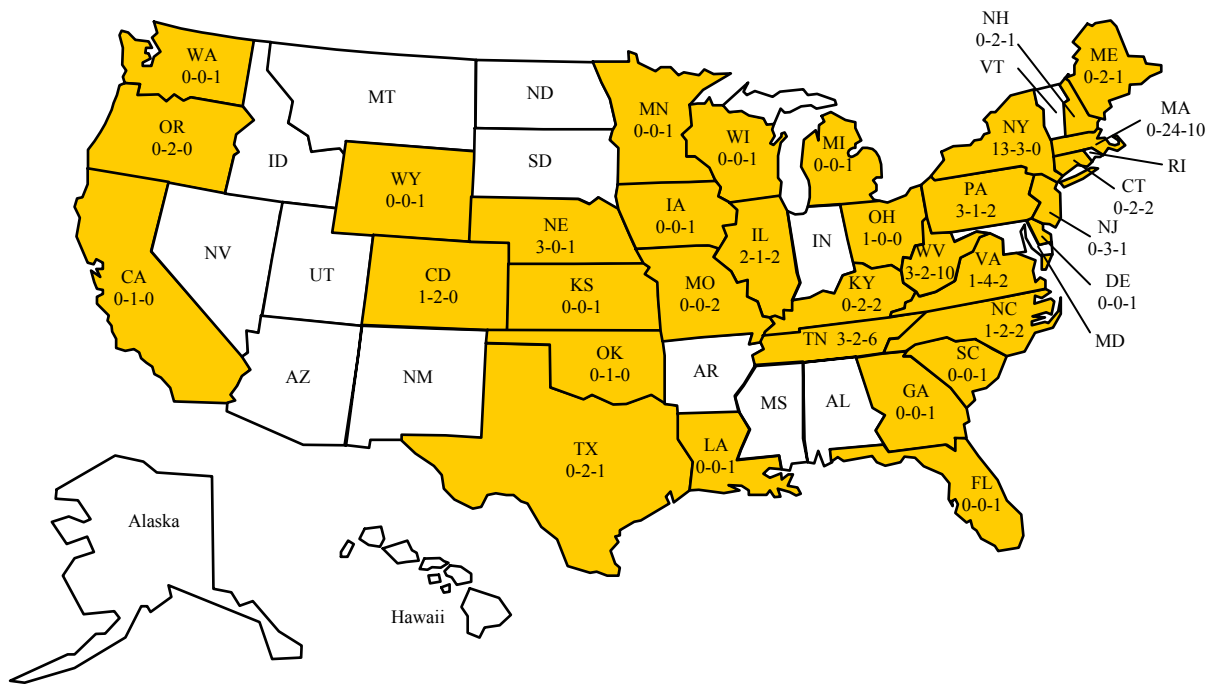 NH
0-2-1
VT
ME
0-2-1
WA
0-0-1
MT
ND
MN
0-0-1
MA
0-24-10
OR
0-2-0
ID
SD
WI
0-0-1
MI
0-0-1
NY
13-3-0
RI
WY
0-0-1
CT
0-2-2
PA
3-1-2
IA
0-0-1
NE
3-0-1
OH
1-0-0
NJ
0-3-1
NV
UT
IL
2-1-2
IN
WV
3-2-10
VA
1-4-2
CA
0-1-0
CD
1-2-0
KS
0-0-1
MO
0-0-2
KY
0-2-2
DE
0-0-1
NC
1-2-2
MD
TN 3-2-6
OK
0-1-0
SC
0-0-1
AZ
NM
AR
MS
AL
GA
0-0-1
TX
0-2-1
LA
0-0-1
FL
0-0-1
Alaska
Hawaii